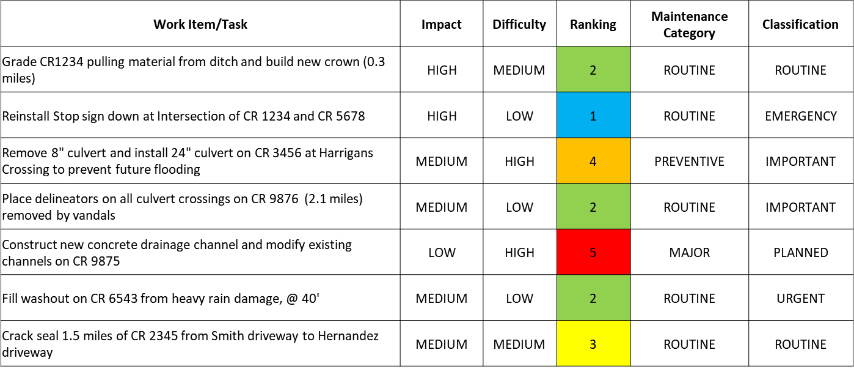 Work Item/Task Impact Difficulty Ranking Maintenance Category Classification
Grade CR1234 pulling material from ditch and build new crown (0.3
miles) HIGH MEDIUM 2 ROUTINE ROUTINE
Reinstall Stop sign down at Intersection of CR 1234 and CR 5678 HIGH LOW 1 ROUTINE EMERGENCY
Remove 8" culvert and install 24" culvert on CR 3456 at Harrigans
Crossing to prevent future flooding MEDIUM HIGH 4 PREVENTIVE IMPORTANT
Place delineators on all culvert crossings on CR 9876 (2.1 miles)
removed by vandals MEDIUM LOW 2 ROUTINE IMPORTANT
Construct new concrete drainage channel and modify existing
channels on CR 9875 LOW HIGH 5 MAJOR PLANNED
Fill washout on CR 6543 from heavy rain damage, @ 40' MEDIUM LOW 2 ROUTINE URGENT
Crack seal 1.5 miles of CR 2345 from Smith driveway to Hernandez
driveway MEDIUM MEDIUM 3 ROUTINE ROUTINE